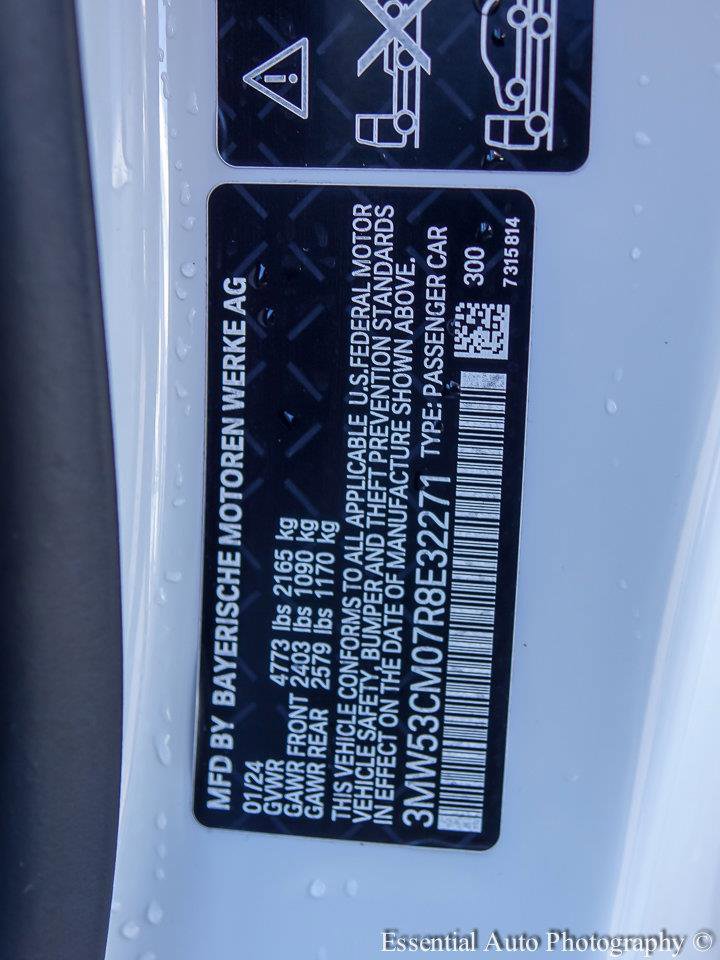 MFD BY BAYERISCHE MOTOREN WERKE AG
01/24
GVWR 4773 lbs 2165 kg
GAWR FRONT 2403 lbs 1090 kg
GAWR REAR 2579 lbs 1170 kg
THIS VEHICLE CONFORMS TO ALL APPLICABLE U.S. FEDERAL MOTOR
VEHICLE SAFETY, BUMPER AND THEFT PREVENTION STANDARDS
IN EFFECT ON THE DATE OF MANUFACTURE SHOWN ABOVE.
3MW53CM07R8E32271 TYPE: PASSENGER CAR
300
7315814
Essential Auto Photography ©